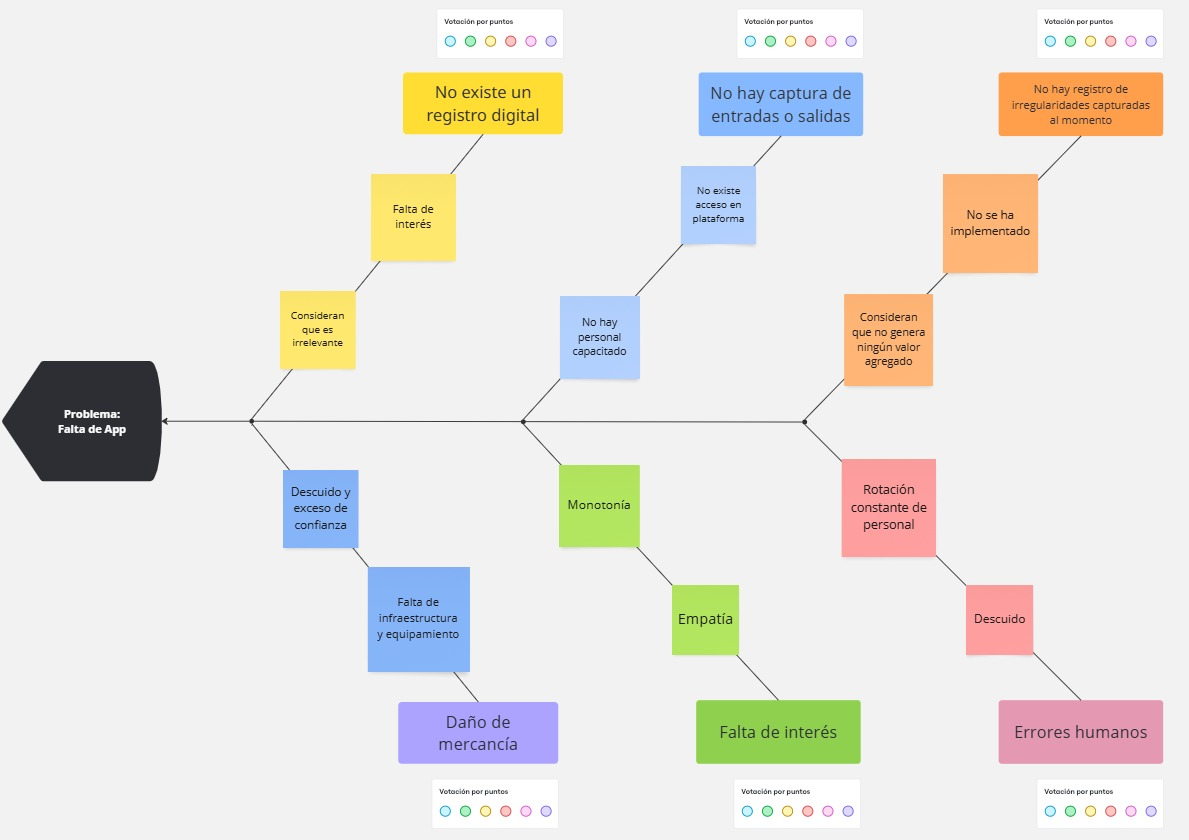 Votación por puntos
Votación por puntos
Votación por puntos
No existe un
registro digital
No hay captura de
entradas o salidas
No hay registro de
irregularidades capturadas
al momento
Falta de
interés
No existe
acceso en
plataforma
No se ha
implementado
Consideran
que es
irrelevante
No hay
personal
capacitado
Consideran
que no genera
ningún valor
agregado
Problema:
Falta de App
Descuido y
exceso de
confianza
Monotonía
Rotación
constante de
personal
Falta de
infraestructura
y equipamiento
Empatía
Descuido
Daño de
mercancía
Falta de interés
Errores humanos
Votación por puntos
Votación por puntos
Votación por puntos